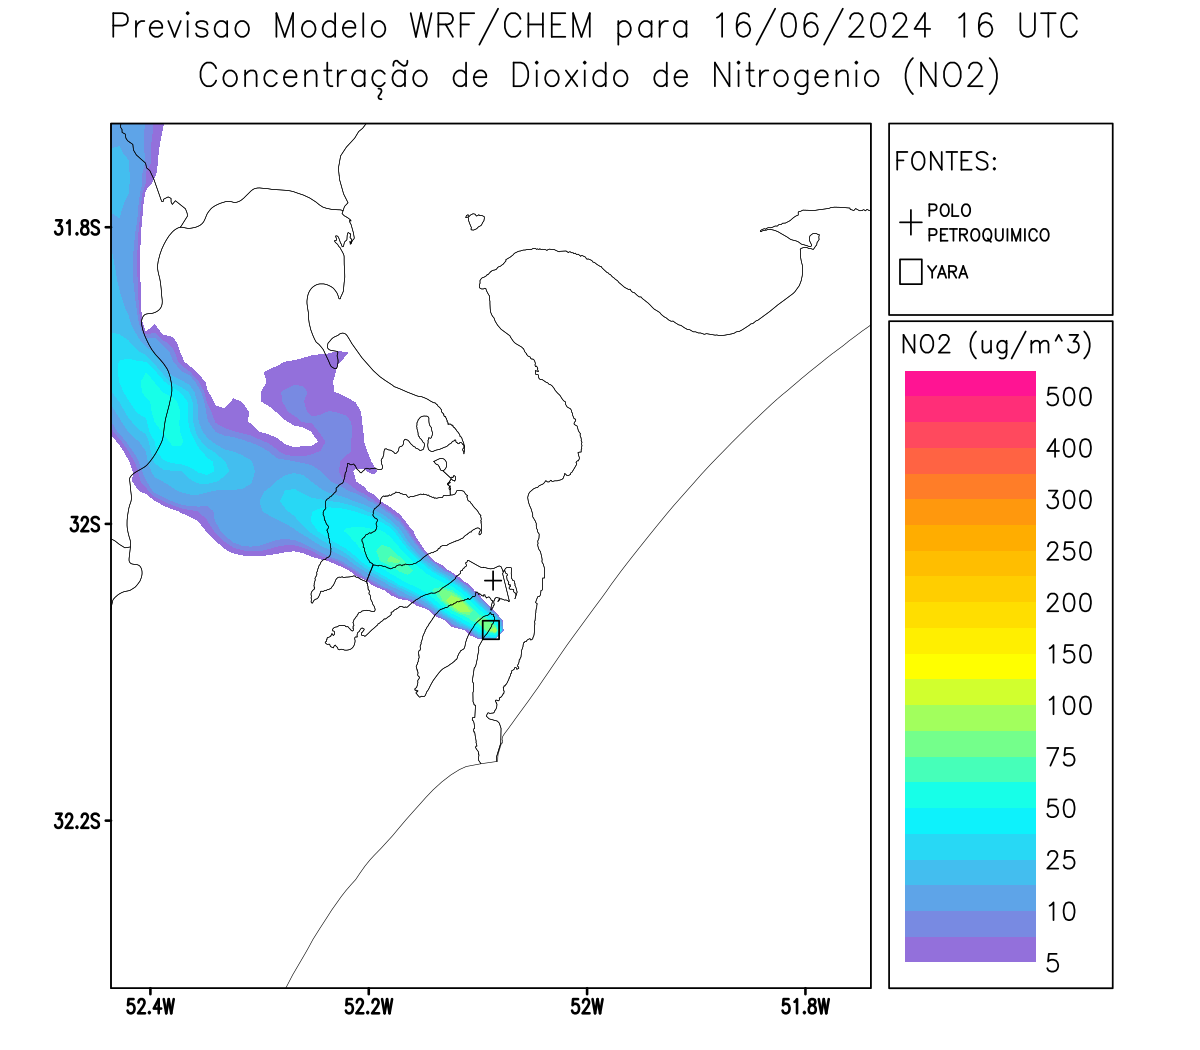 Previsao Modelo WRF/CHEM para 16/06/2024 16 UTC
Concentração de Dioxido de Nitrogenio (NO2)
FONTES:
POLO
PETROQUIMICO
YARA
NO2 (ug/m^3)
500
400
300
250
200
150
100
75
50
25
10
5
31.8S
32S
32.2S
52.4W
52.2W
52W
51.8W